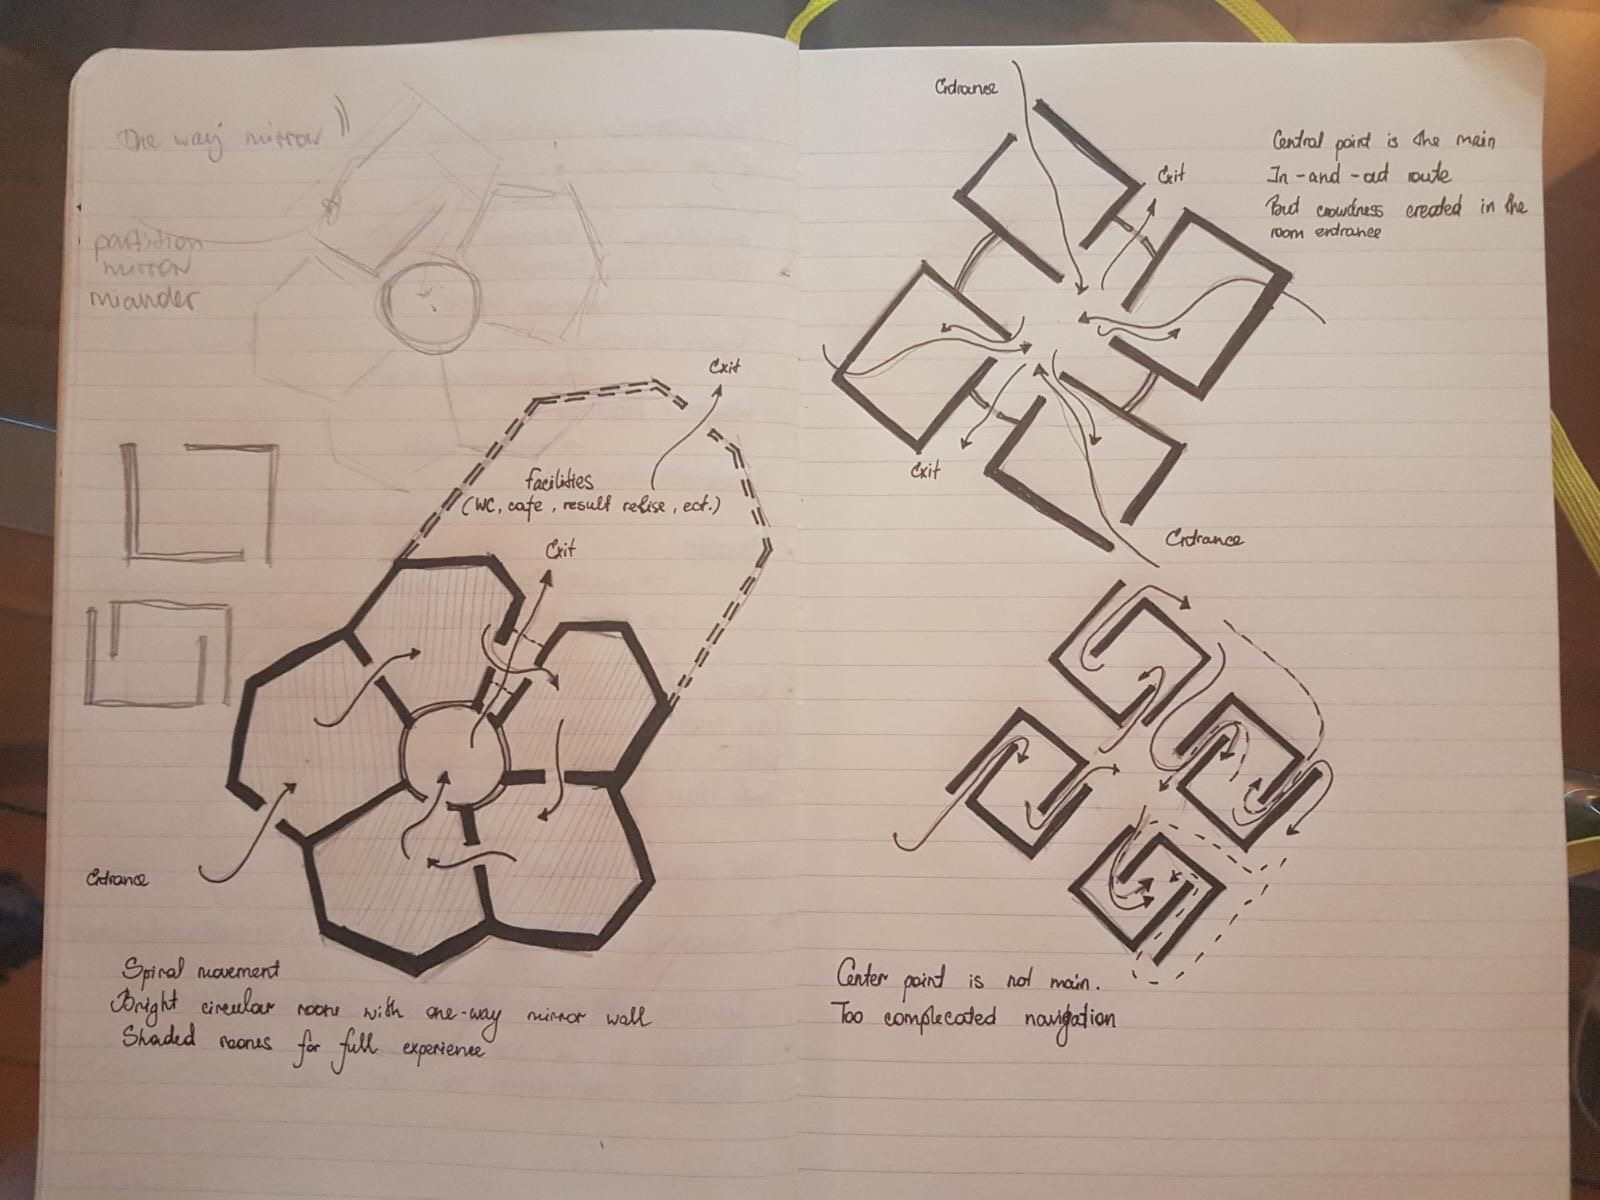 One way mirror
partistion
mirror
miander
Exit
Facilities
(WC, cafe, result relise, ect.)
Exit
Entrance
Spiral movement
Bright circular room with one-way mirror wall
Shaded rooms for full experience
Entrance
Exit
Central point is the main
In-and-out route
But crowdness created in the
room entrance
Exit
Entrance
Center point is not main.
Too complecated navigation